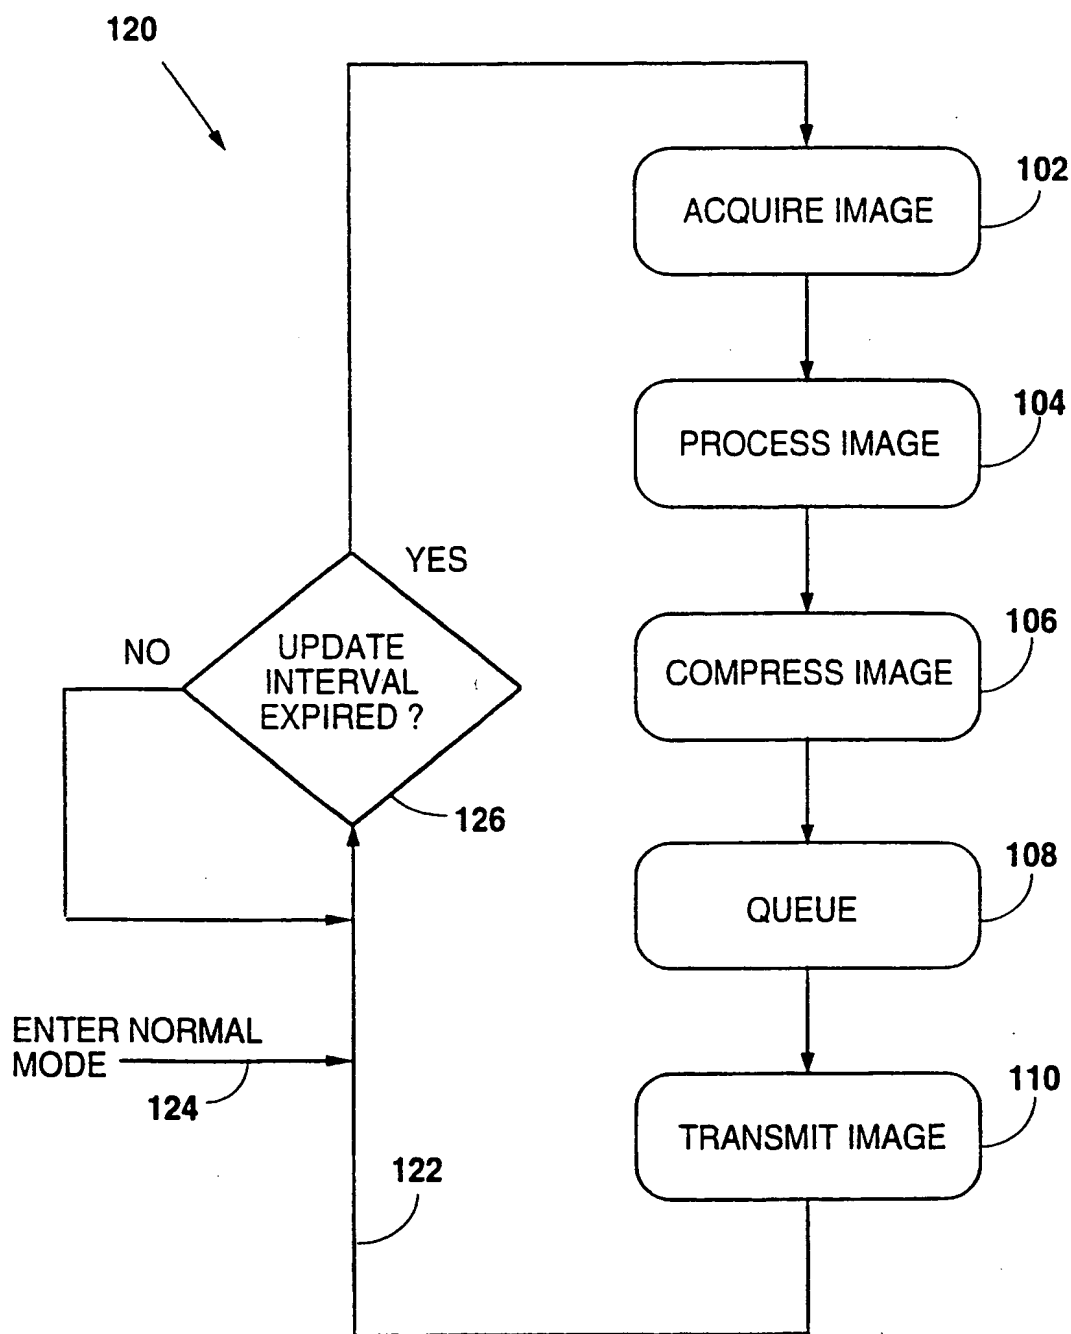 120
102
ACQUIRE IMAGE
104
PROCESS IMAGE
YES
NO
UPDATE
INTERVAL
EXPIRED ?
106
COMPRESS IMAGE
126
108
QUEUE
ENTER NORMAL
MODE
124
110
TRANSMIT IMAGE
122